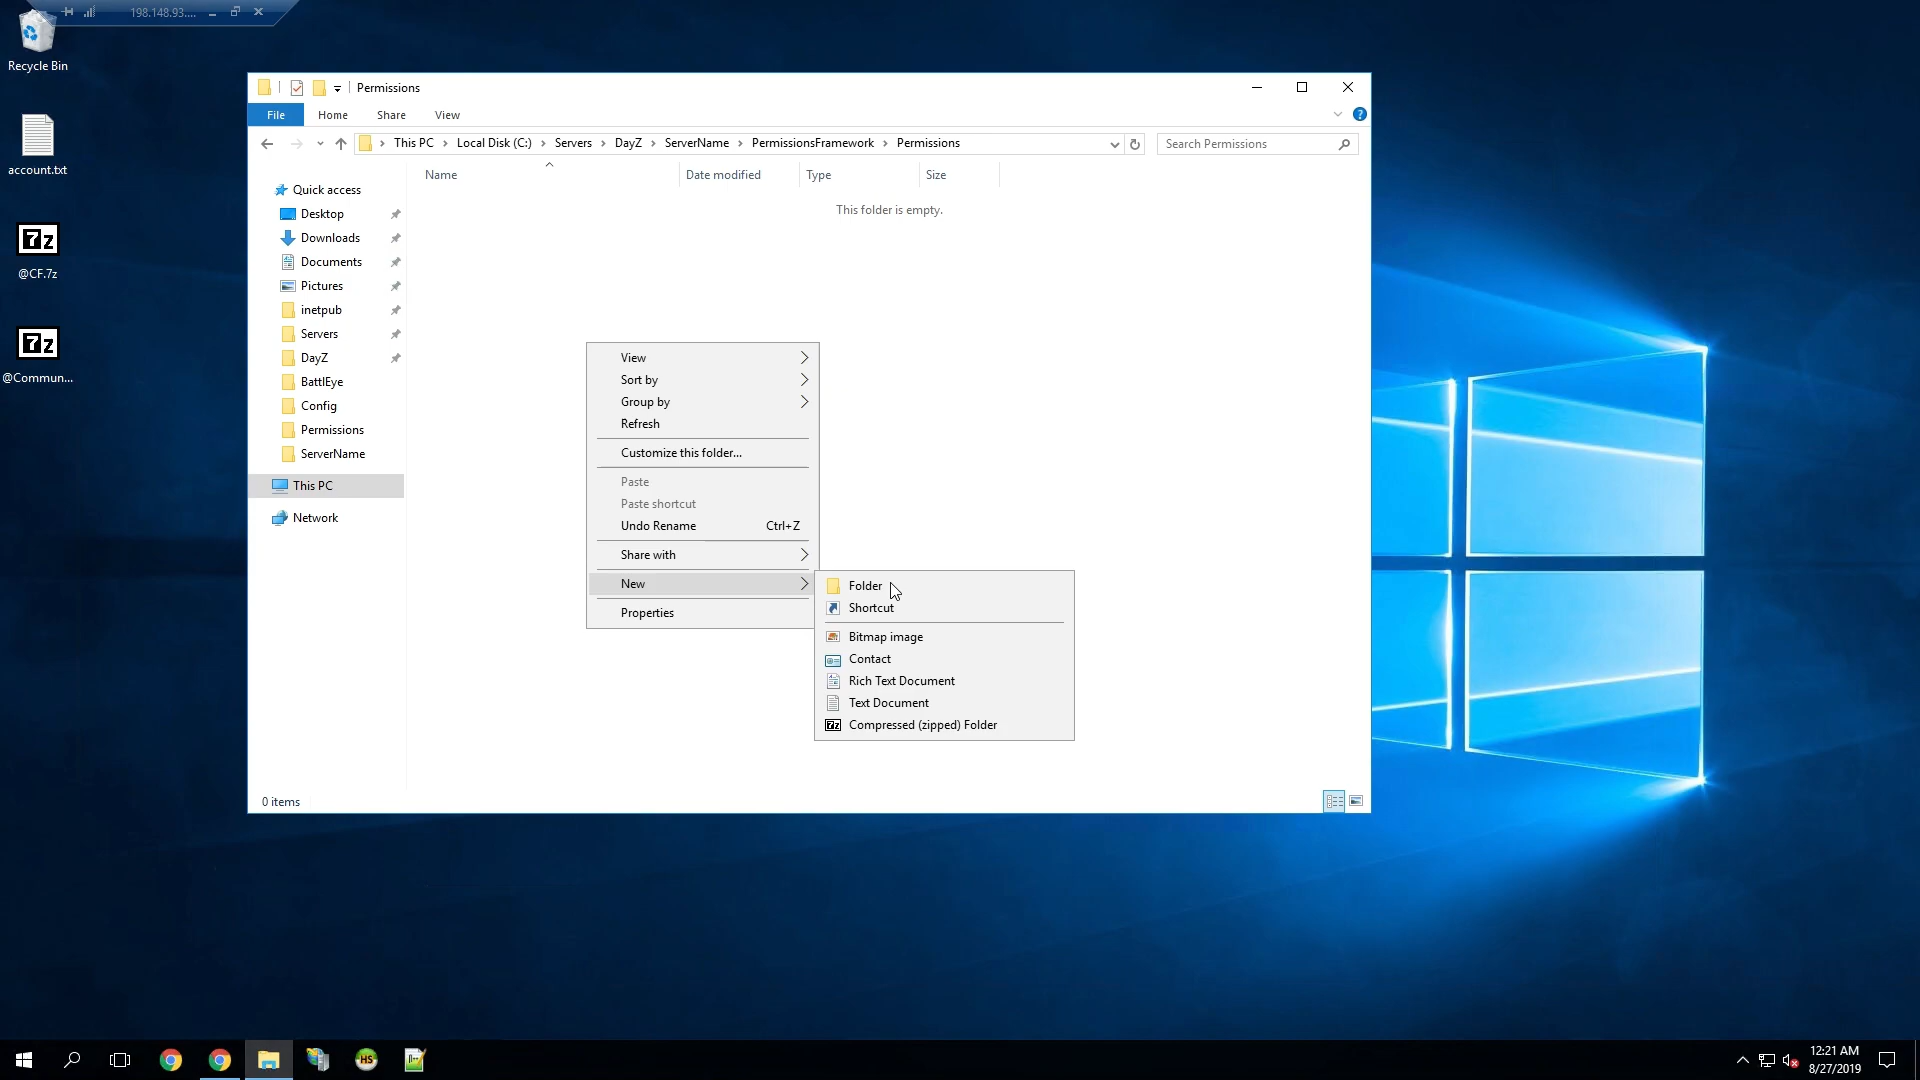 198.148.93....
Recycle Bin
account.txt
7z
@CF.7z
7z
@Commun...
Permissions
File Home Share View
This PC Local Disk (C:) Servers DayZ ServerName PermissionsFramework Permissions
Search Permissions
Name Date modified Type Size
This folder is empty.
Quick access
Desktop
Downloads
Documents
Pictures
inetpub
Servers
DayZ
BattlEye
Config
Permissions
ServerName
This PC
Network
View
Sort by
Group by
Refresh
Customize this folder...
Paste
Paste shortcut
Undo Rename Ctrl+Z
Share with
New
Properties
Folder
Shortcut
Bitmap image
Contact
Rich Text Document
Text Document
7z Compressed (zipped) Folder
0 items
HS
12:21 AM
8/27/2019